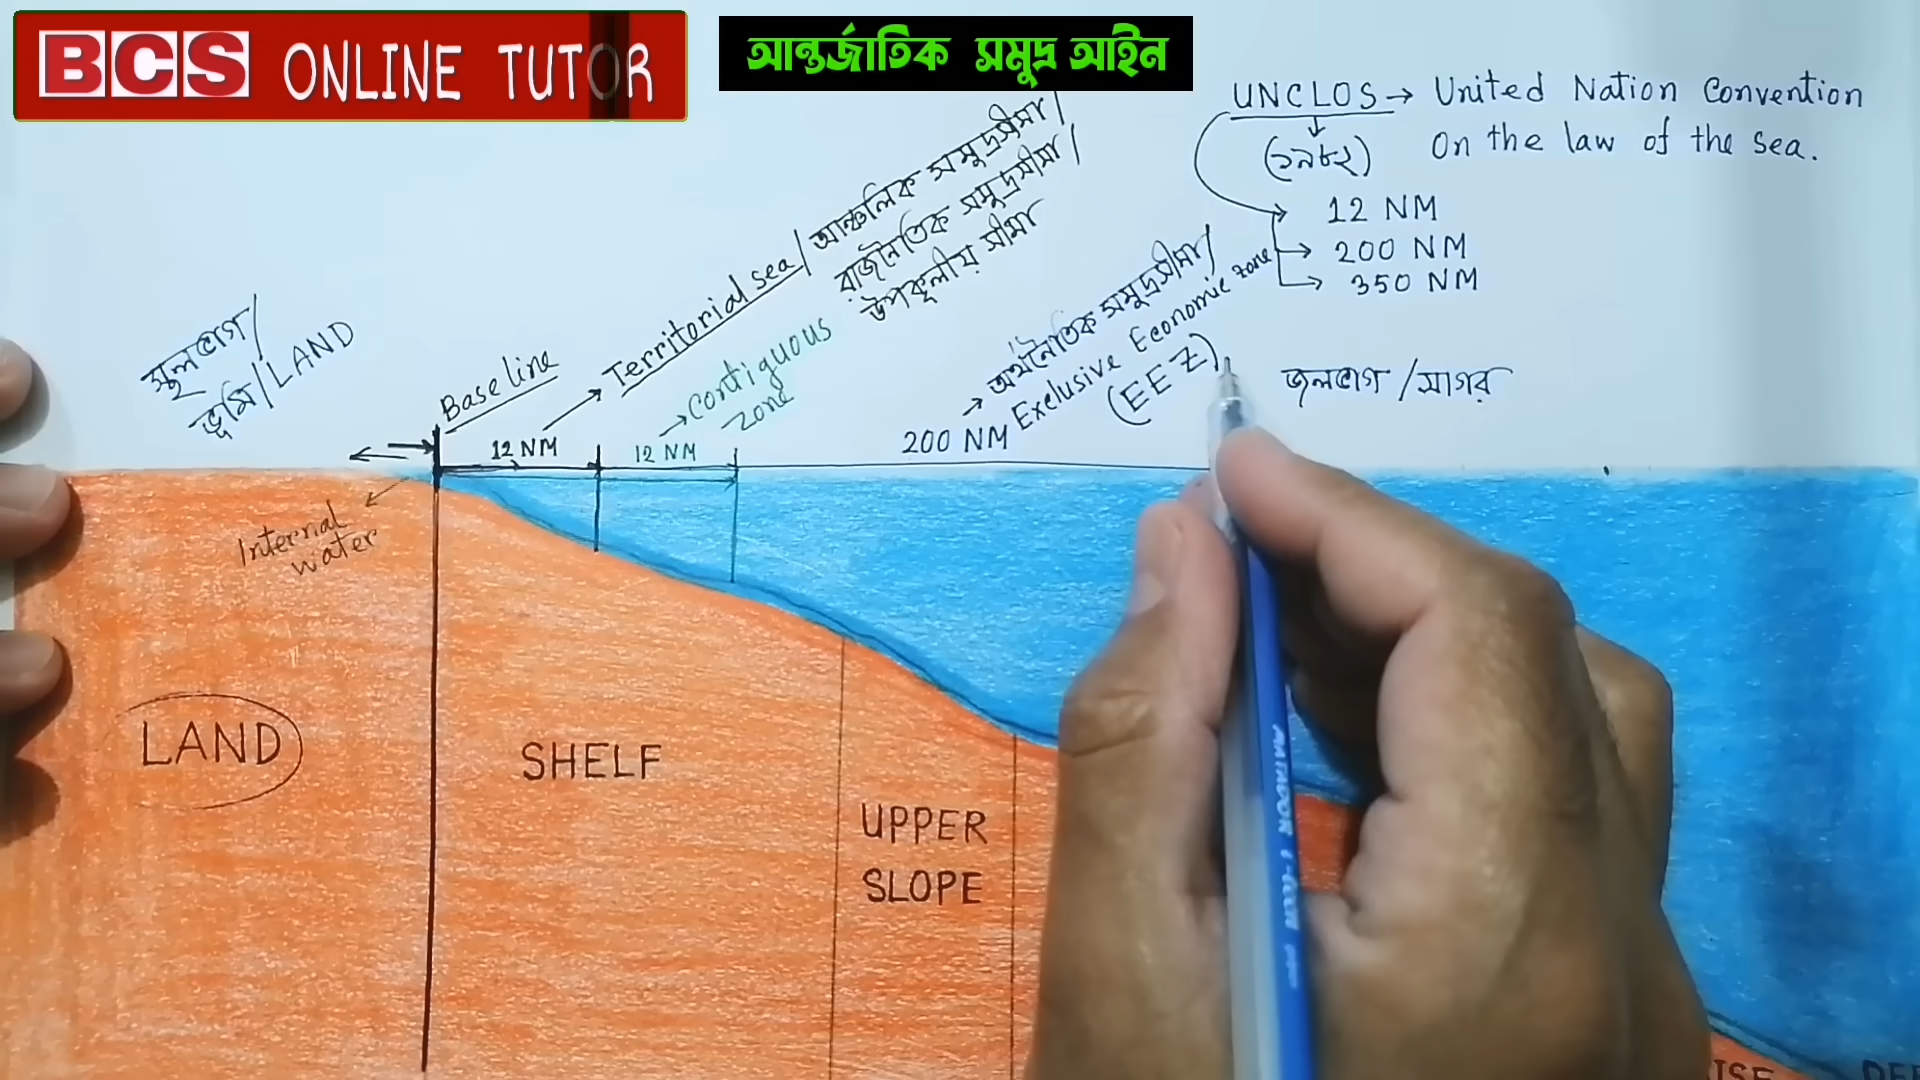 BCS ONLINE TUTOR
আন্তর্জাতিক সমুদ্র আইন
UNCLOS → United Nation Convention
On the law of the sea.
(১৯৮২)
12 NM
200 NM
350 NM
স্থলভাগ/
ভূমি/LAND
Base line
12 NM
Territorial sea/আঞ্চলিক সমুদ্রসীমা/
রাজনৈতিক সমুদ্রসীমা/
উপকূলীয় সীমা
12 NM
Contiguous
zone
200 NM
অর্থনৈতিক সমুদ্রসীমা/
Exclusive Economic zone
(EEZ)
জলভাগ/সাগর
Internal
water
LAND
SHELF
UPPER
SLOPE
MATADOR